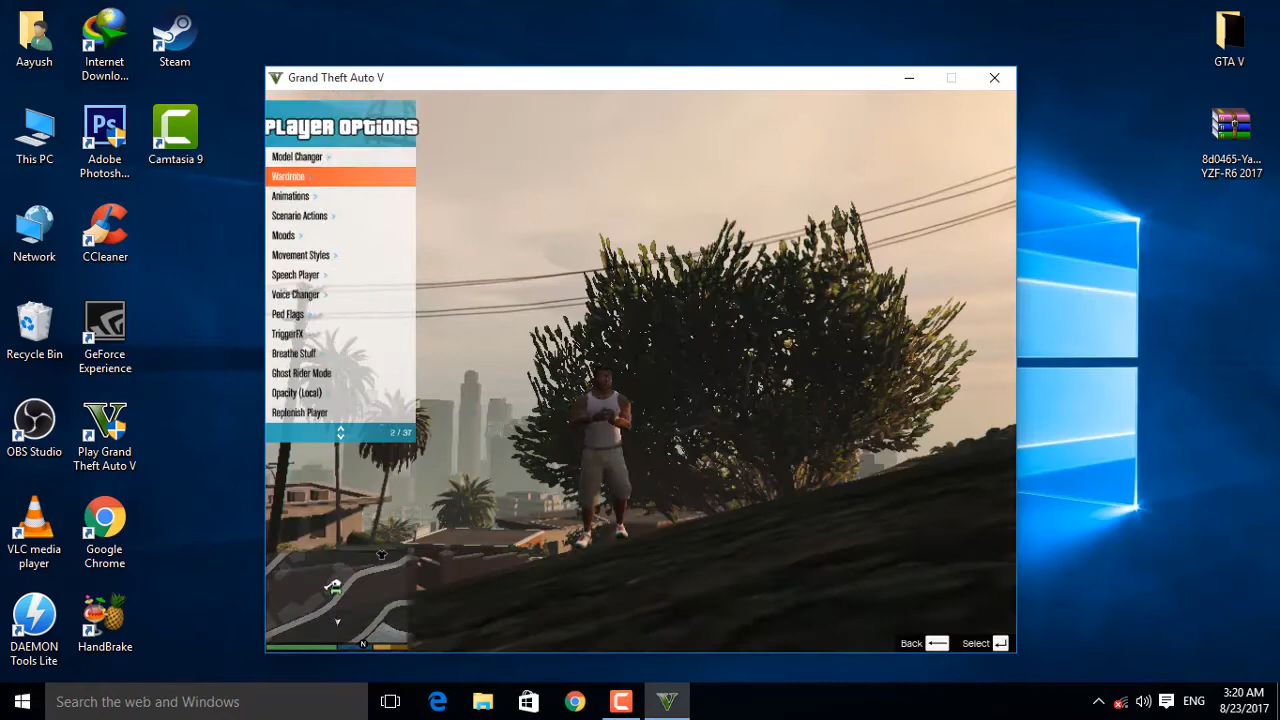 Aayush
Internet
Downlo...
Steam
This PC
Adobe
Photosh...
Camtasia 9
Network
CCleaner
Recycle Bin
GeForce
Experience
OBS Studio
Play Grand
Theft Auto V
VLC media
player
Google
Chrome
DAEMON
Tools Lite
HandBrake
Grand Theft Auto V
Player Options
Model Changer
Wardrobe
Animations
Scenario Actions
Moods
Movement Styles
Speech Player
Voice Changer
Ped Flags
TriggerFX
Breathe Stuff
Ghost Rider Mode
Opacity (Local)
Replenish Player
2 / 37
N
Back
Select
GTA V
8d0465-Ya...
YZF-R6 2017
Search the web and Windows
ENG
3:20 AM
8/23/2017